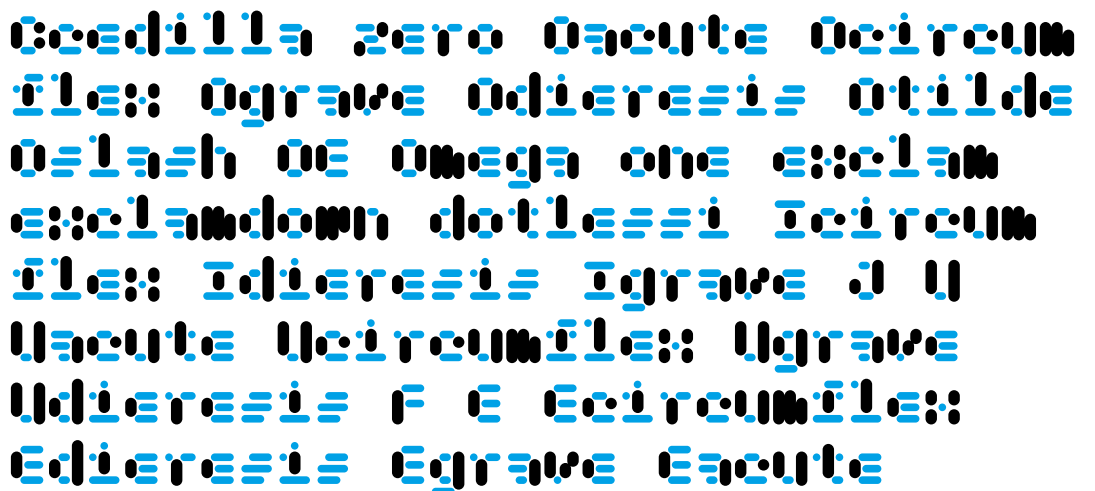 Ccedilla zero Oacute Ocircum
flex Ograve Odieresis Otilde
Oslash OE Omega one exclam
exclamdown dotlessi Icircum
flex Idieresis Igrave J U
Uacute Ucircumflex Ugrave
Udieresis F E Ecircumflex
Edieresis Egrave Eacute